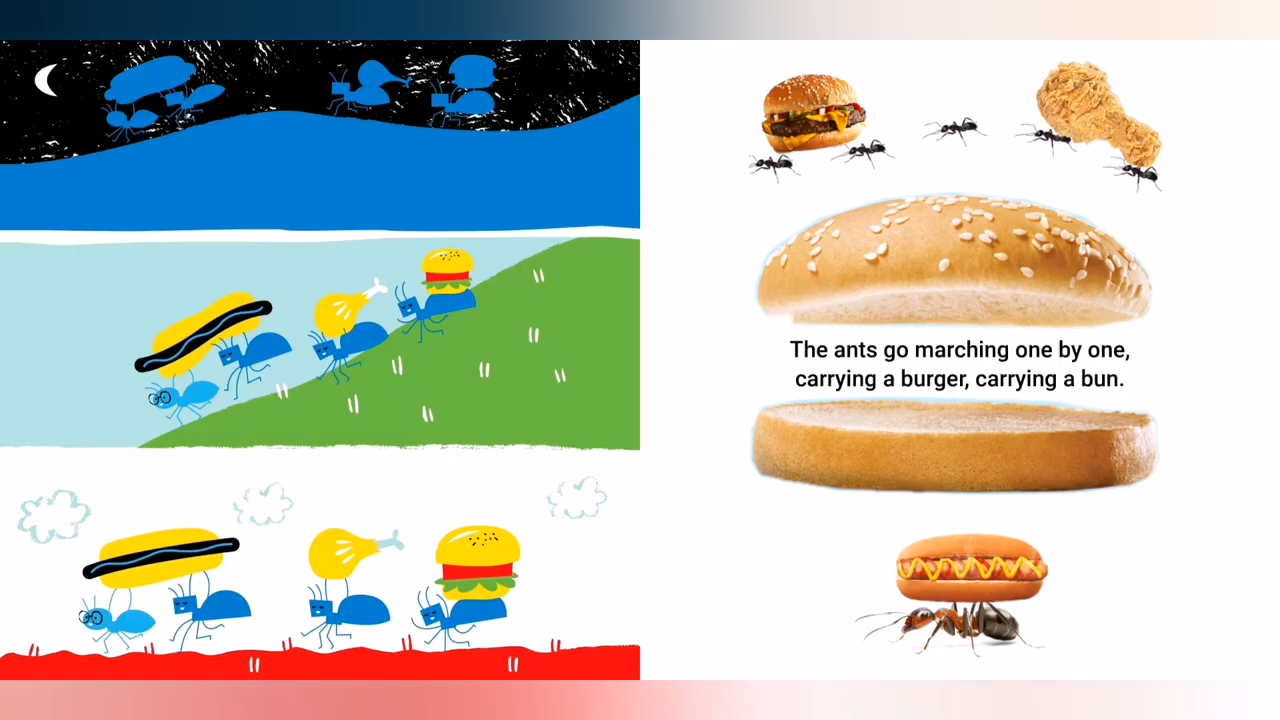 The ants go marching one by one,
carrying a burger, carrying a bun.